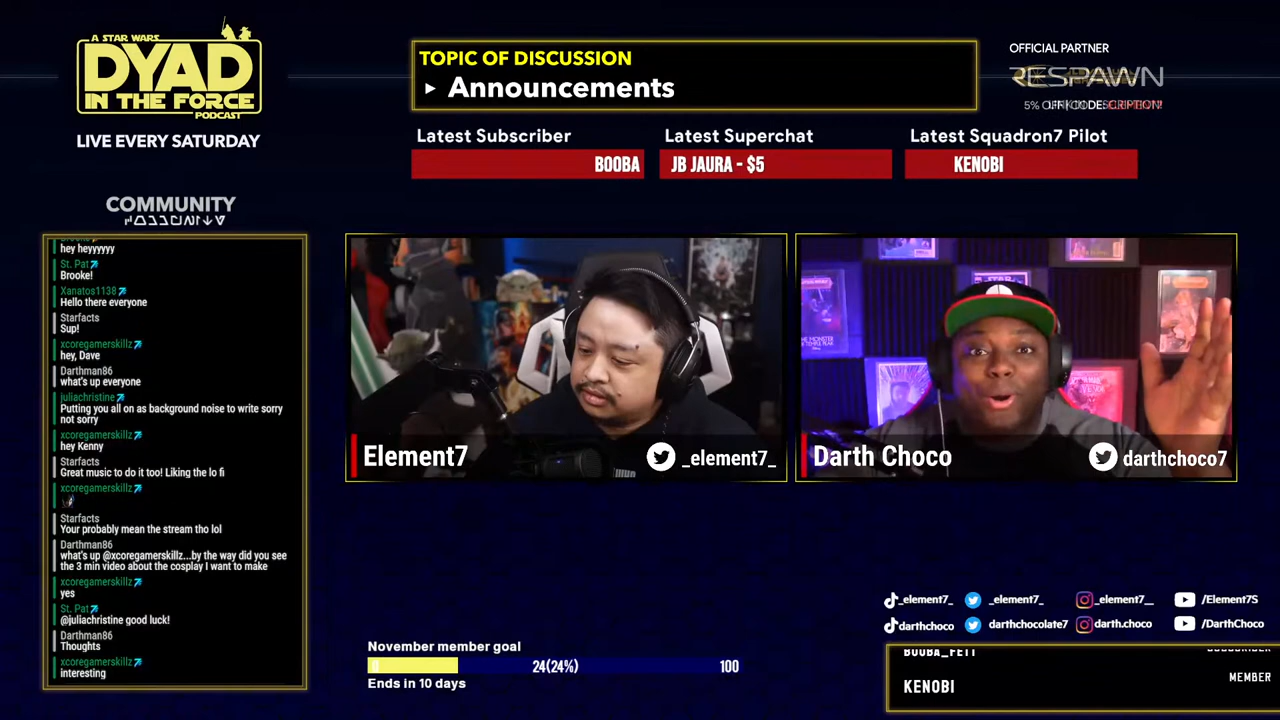 A STAR WARS
DYAD
IN THE FORCE
PODCAST
LIVE EVERY SATURDAY
TOPIC OF DISCUSSION
Announcements
OFFICIAL PARTNER
RESPAWN
Latest Subscriber
BOOBA
Latest Superchat
JB JAURA - $5
Latest Squadron7 Pilot
KENOBI
COMMUNITY
hey heyyyyyy
St. Pat
Brooke!
Xanatos1138
Hello there everyone
Starfacts
Sup!
xcoregamerskillz
hey, Dave
Darthman86
what's up everyone
juliachristine
Putting you all on as background noise to write sorry
not sorry
xcoregamerskillz
hey Kenny
Starfacts
Great music to do it too! Liking the lo fi
xcoregamerskillz
Starfacts
Your probably mean the stream tho lol
Darthman86
what's up @xcoregamerskillz...by the way did you see
the 3 min video about the cosplay I want to make
xcoregamerskillz
yes
St. Pat
@juliachristine good luck!
Darthman86
Thoughts
xcoregamerskillz
interesting
Element7
_element7_
Darth Choco
darthchoco7
November member goal
0
24(24%)
100
Ends in 10 days
_element7_
_element7_
_element7__
/Element7S
darthchoco
darthchocolate7
darth.choco
/DarthChoco
BOOBA_FETT
SUBSCRIBER
KENOBI
MEMBER